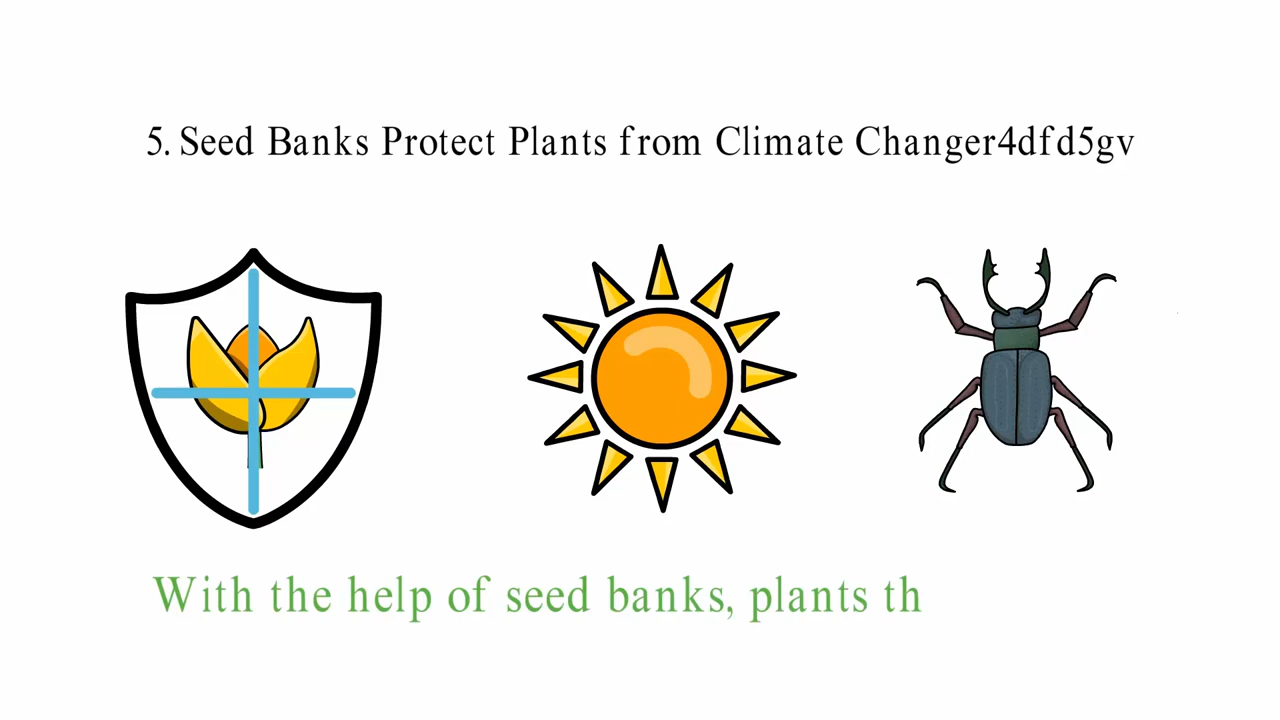 5. Seed Banks Protect Plants from Climate Changer4dfd5gv
With the help of seed banks, plants th